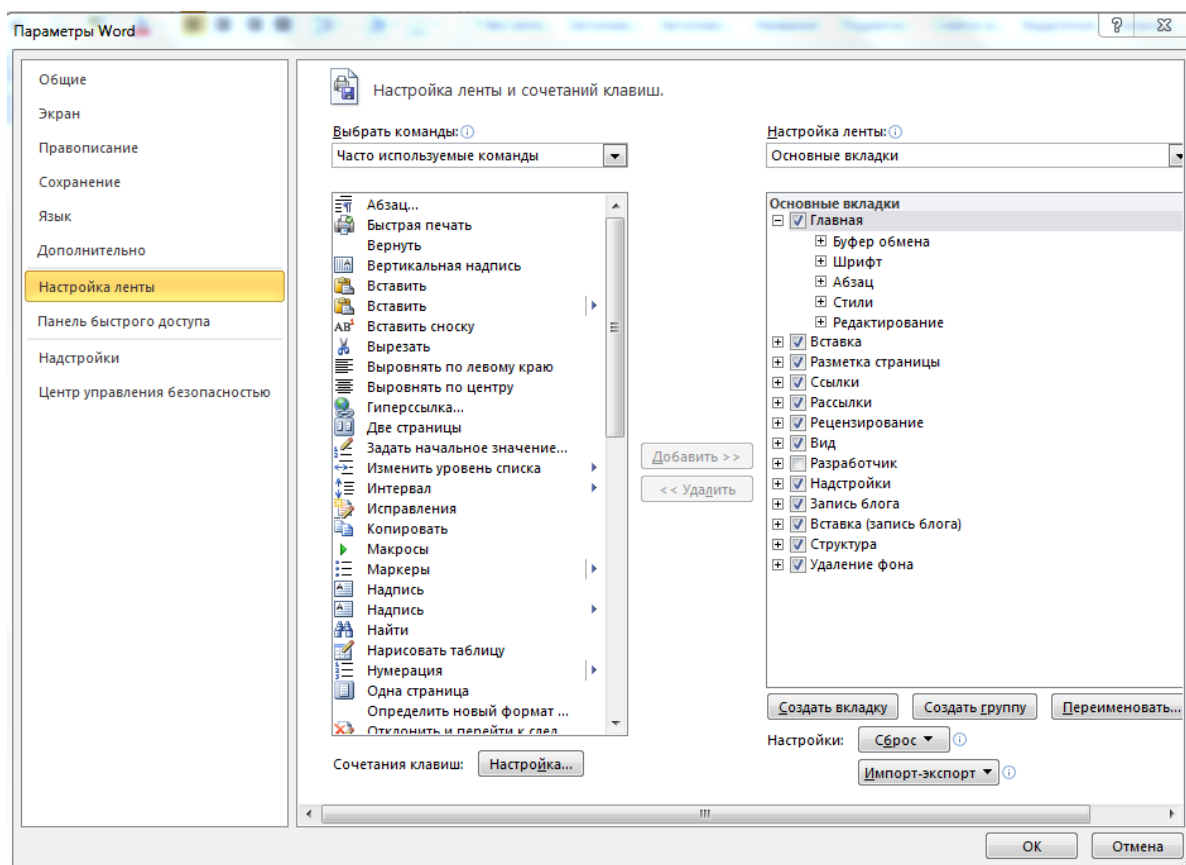 Параметры Word
Общие
Экран
Правописание
Сохранение
Язык
Дополнительно
Настройка ленты
Панель быстрого доступа
Надстройки
Центр управления безопасностью
Настройка ленты и сочетаний клавиш.
Выбрать команды:
Часто используемые команды
Абзац...
Быстрая печать
Вернуть
Вертикальная надпись
Вставить
Вставить
Вставить сноску
Вырезать
Выровнять по левому краю
Выровнять по центру
Гиперссылка...
Две страницы
Задать начальное значение...
Изменить уровень списка
Интервал
Исправления
Копировать
Макросы
Маркеры
Надпись
Надпись
Найти
Нарисовать таблицу
Нумерация
Одна страница
Определить новый формат ...
Отклонить и перейти к след
Сочетания клавиш: Настройка...
Добавить >>
<< Удалить
Настройка ленты:
Основные вкладки
Основные вкладки
Главная
Буфер обмена
Шрифт
Абзац
Стили
Редактирование
Вставка
Разметка страницы
Ссылки
Рассылки
Рецензирование
Вид
Разработчик
Надстройки
Запись блога
Вставка (запись блога)
Структура
Удаление фона
Создать вкладку Создать группу Переименовать...
Настройки: Сброс
Импорт-экспорт
ОК Отмена